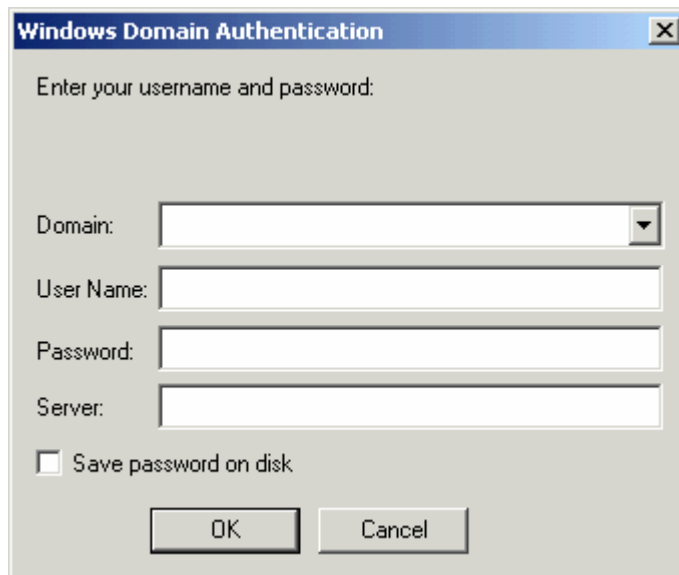 Windows Domain Authentication
Enter your username and password:
Domain:
User Name:
Password:
Server:
Save password on disk
OK Cancel